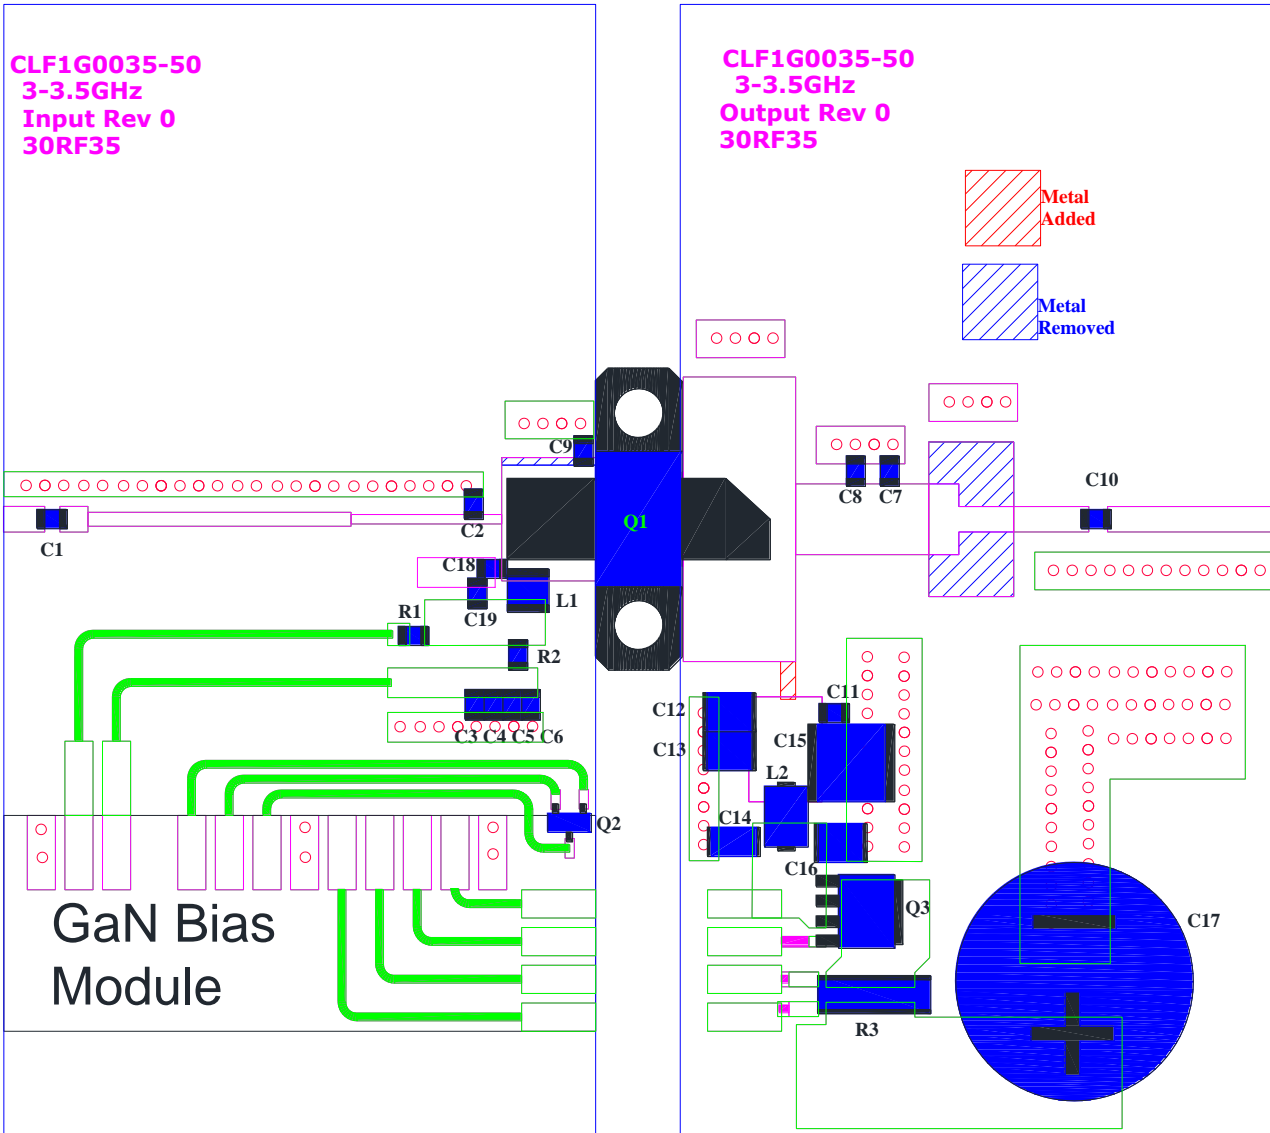 CLF1G0035-50
3-3.5GHz
Input Rev 0
30RF35
CLF1G0035-50
3-3.5GHz
Output Rev 0
30RF35
Metal
Added
Metal
Removed
C9
C8 C7
C10
C1
C2
Q1
C18
C19
L1
R1
R2
C3 C4 C5 C6
C12
C11
C13
C15
L2
Q2
C14
C16
GaN Bias
Module
Q3
C17
R3